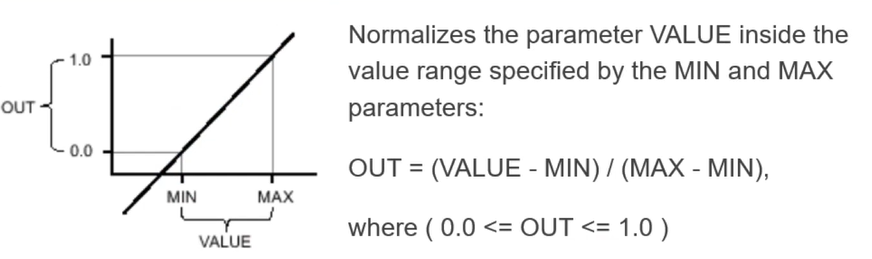 1.0
OUT
0.0
MIN MAX
VALUE
Normalizes the parameter VALUE inside the
value range specified by the MIN and MAX
parameters:
OUT = (VALUE - MIN) / (MAX - MIN),
where ( 0.0 <= OUT <= 1.0 )